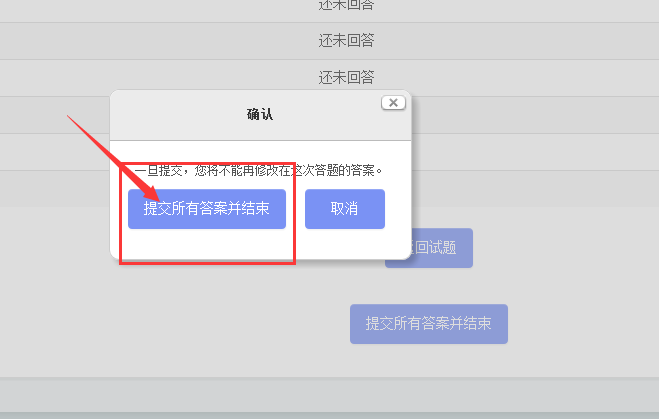 还未回答
还未回答
还未回答
确认
一旦提交，您将不能再修改在这次答题的答案。
提交所有答案并结束 取消
回试题
提交所有答案并结束